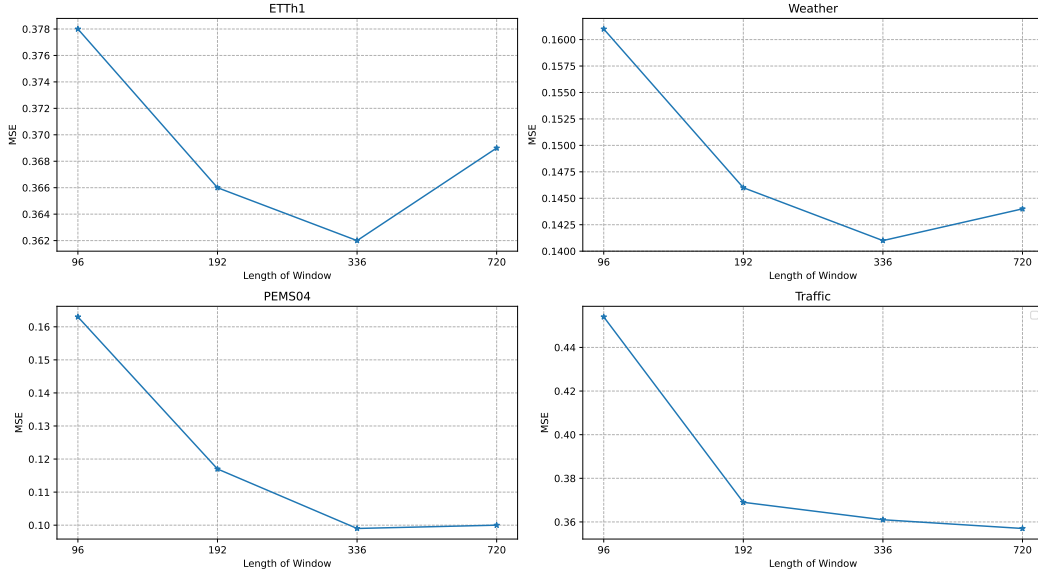 ETTh1
0.378
0.376
0.374
0.372
0.370
0.368
0.366
0.364
0.362
MSE
96 192 336 720
Length of Window
Weather
0.1600
0.1575
0.1550
0.1525
0.1500
0.1475
0.1450
0.1425
0.1400
MSE
96 192 336 720
Length of Window
PEMS04
0.16
0.15
0.14
0.13
0.12
0.11
0.10
MSE
96 192 336 720
Length of Window
Traffic
0.44
0.42
0.40
0.38
0.36
MSE
96 192 336 720
Length of Window